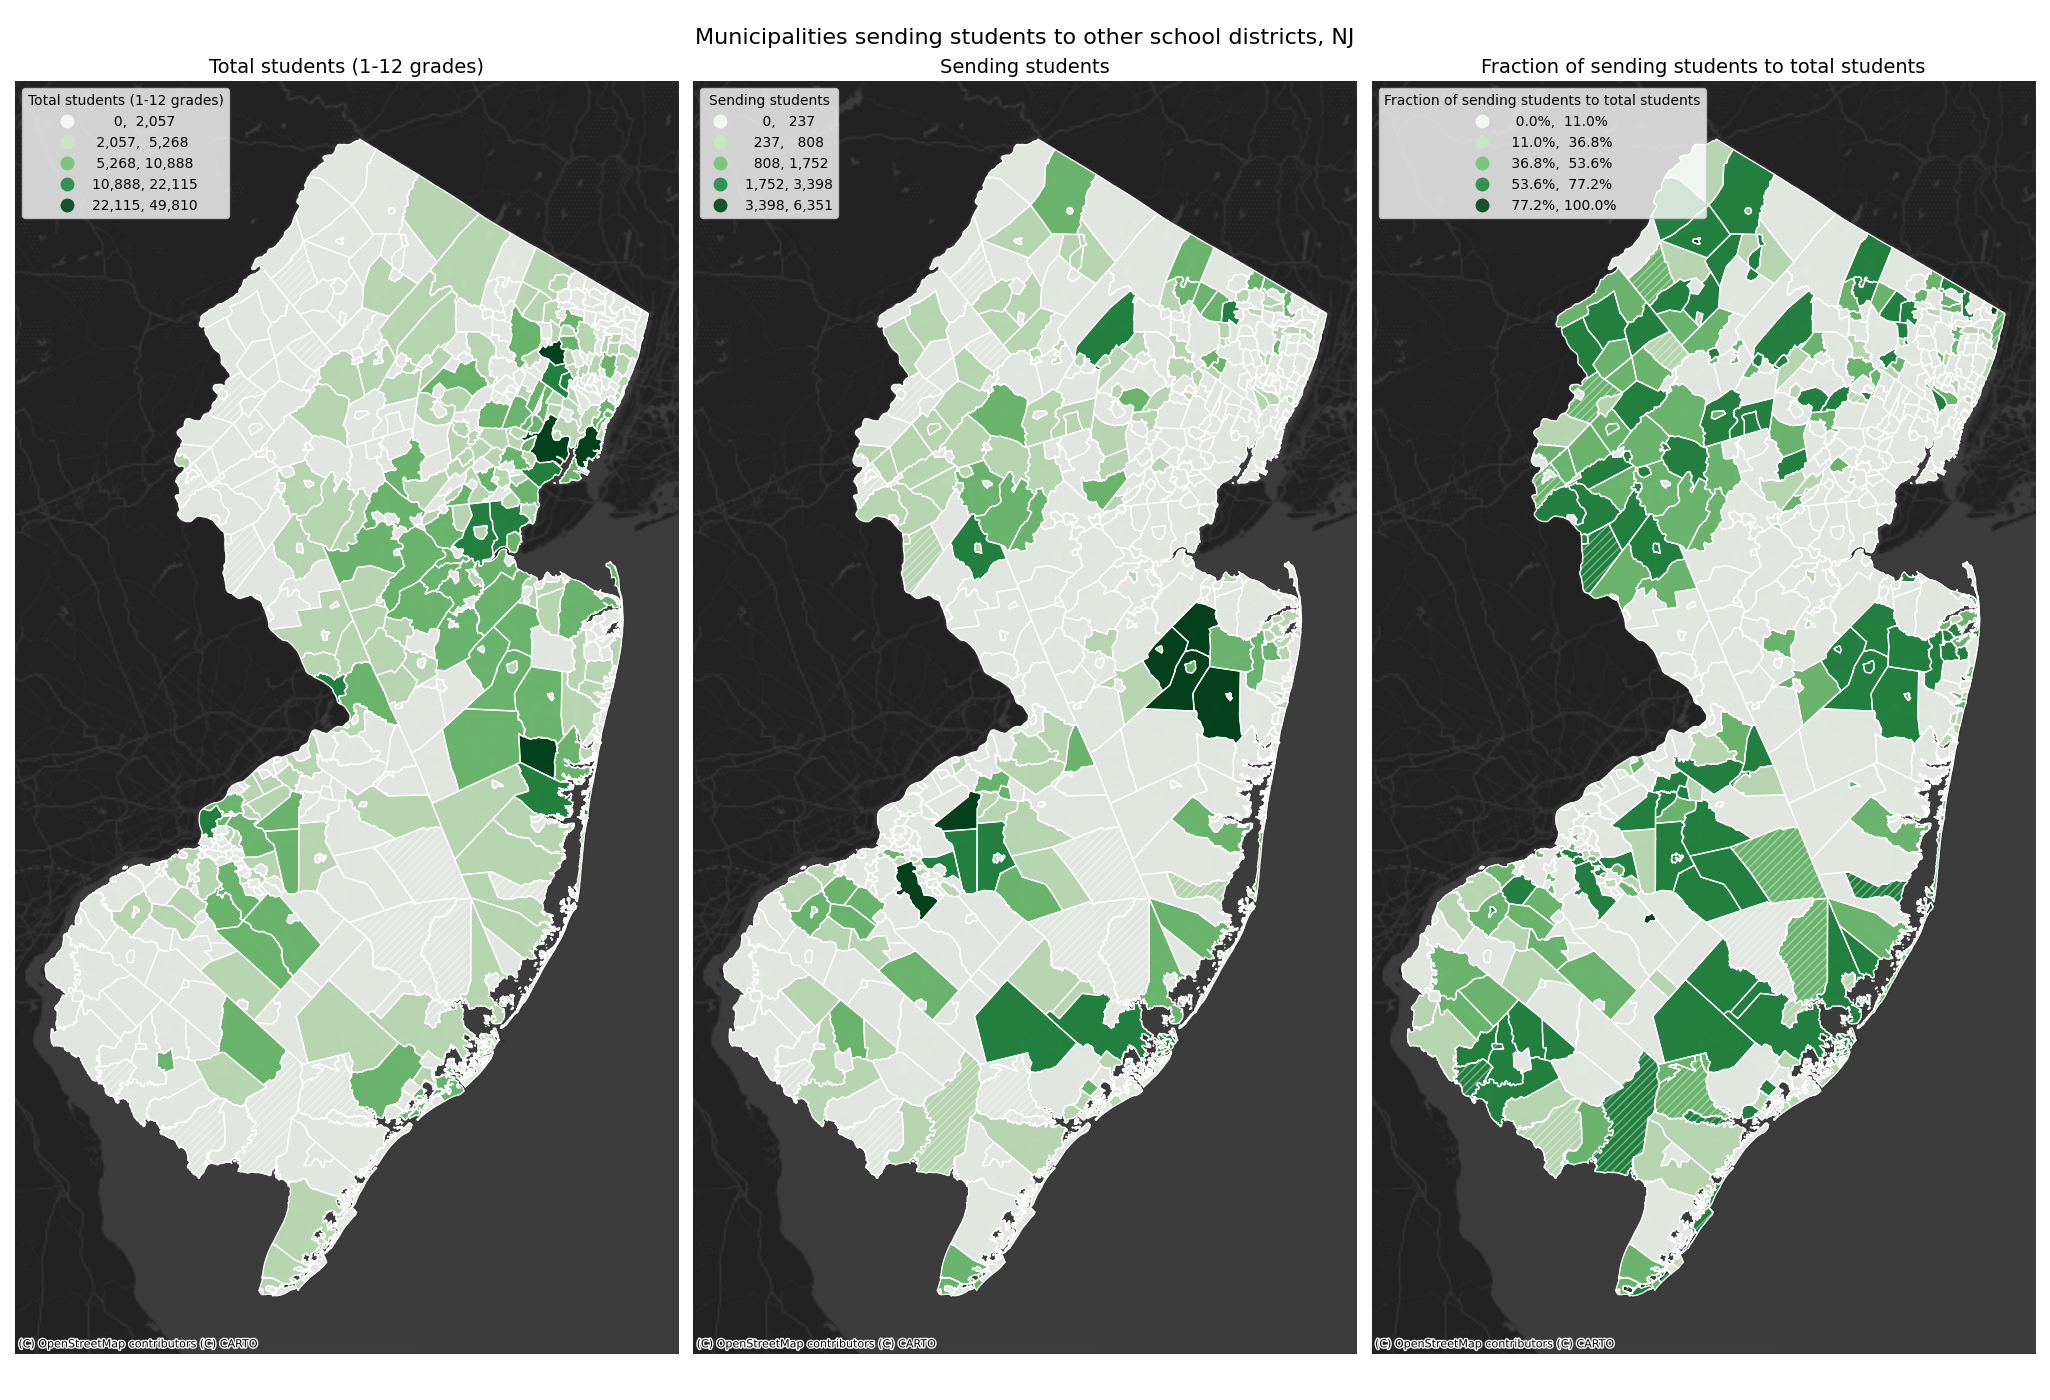 Municipalities sending students to other school districts, NJ
Total students (1-12 grades)
Total students (1-12 grades)
0, 2,057
2,057, 5,268
5,268, 10,888
10,888, 22,115
22,115, 49,810
(C) OpenStreetMap contributors (C) CARTO
Sending students
Sending students
0, 237
237, 808
808, 1,752
1,752, 3,398
3,398, 6,351
(C) OpenStreetMap contributors (C) CARTO
Fraction of sending students to total students
Fraction of sending students to total students
0.0%, 11.0%
11.0%, 36.8%
36.8%, 53.6%
53.6%, 77.2%
77.2%, 100.0%
(C) OpenStreetMap contributors (C) CARTO